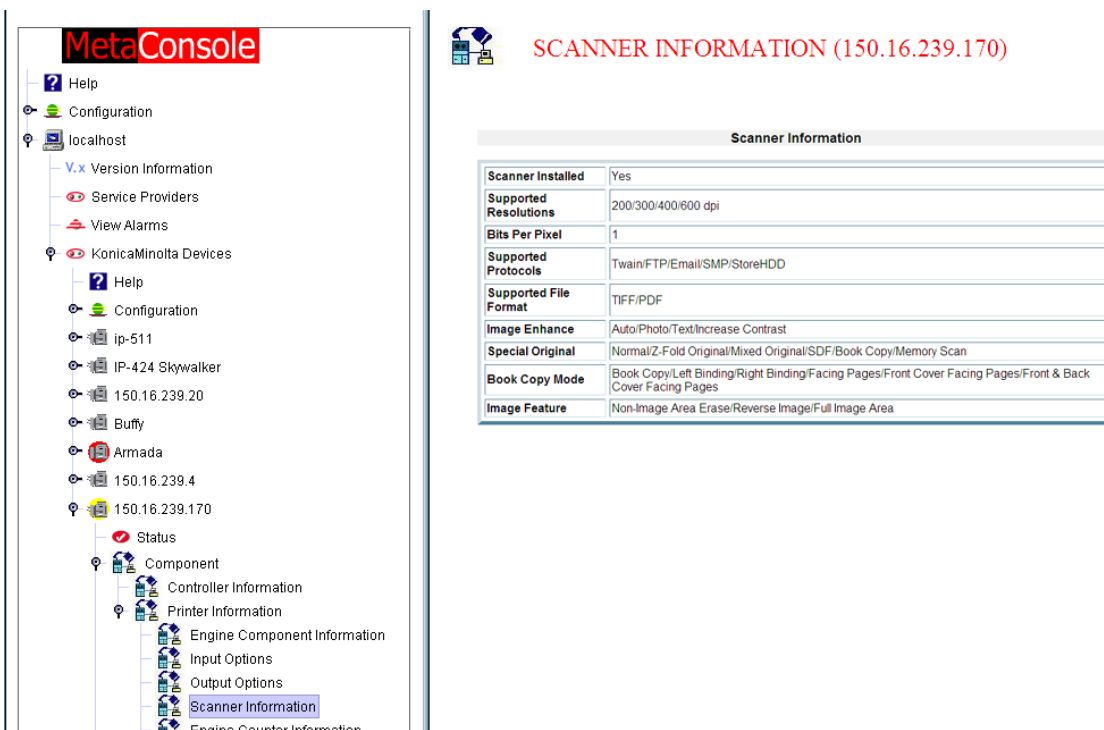 MetaConsole
Help
Configuration
localhost
V.x Version Information
Service Providers
View Alarms
KonicaMinolta Devices
? Help
Configuration
ip-511
IP-424 Skywalker
150.16.239.20
Buffy
Armada
150.16.239.4
150.16.239.170
Status
Component
Controller Information
Printer Information
Engine Component Information
Input Options
Output Options
Scanner Information
Engine Counter Information
SCANNER INFORMATION (150.16.239.170)
Scanner Information
Scanner Installed Yes
Supported
Resolutions 200/300/400/600 dpi
Bits Per Pixel 1
Supported
Protocols Twain/FTP/Email/SMP/StoreHDD
Supported File
Format TIFF/PDF
Image Enhance Auto/Photo/Text/Increase Contrast
Special Original Normal/Z-Fold Original/Mixed Original/SDF/Book Copy/Memory Scan
Book Copy Mode Book Copy/Left Binding/Right Binding/Facing Pages/Front Cover Facing Pages/Front & Back
Cover Facing Pages
Image Feature Non-Image Area Erase/Reverse Image/Full Image Area